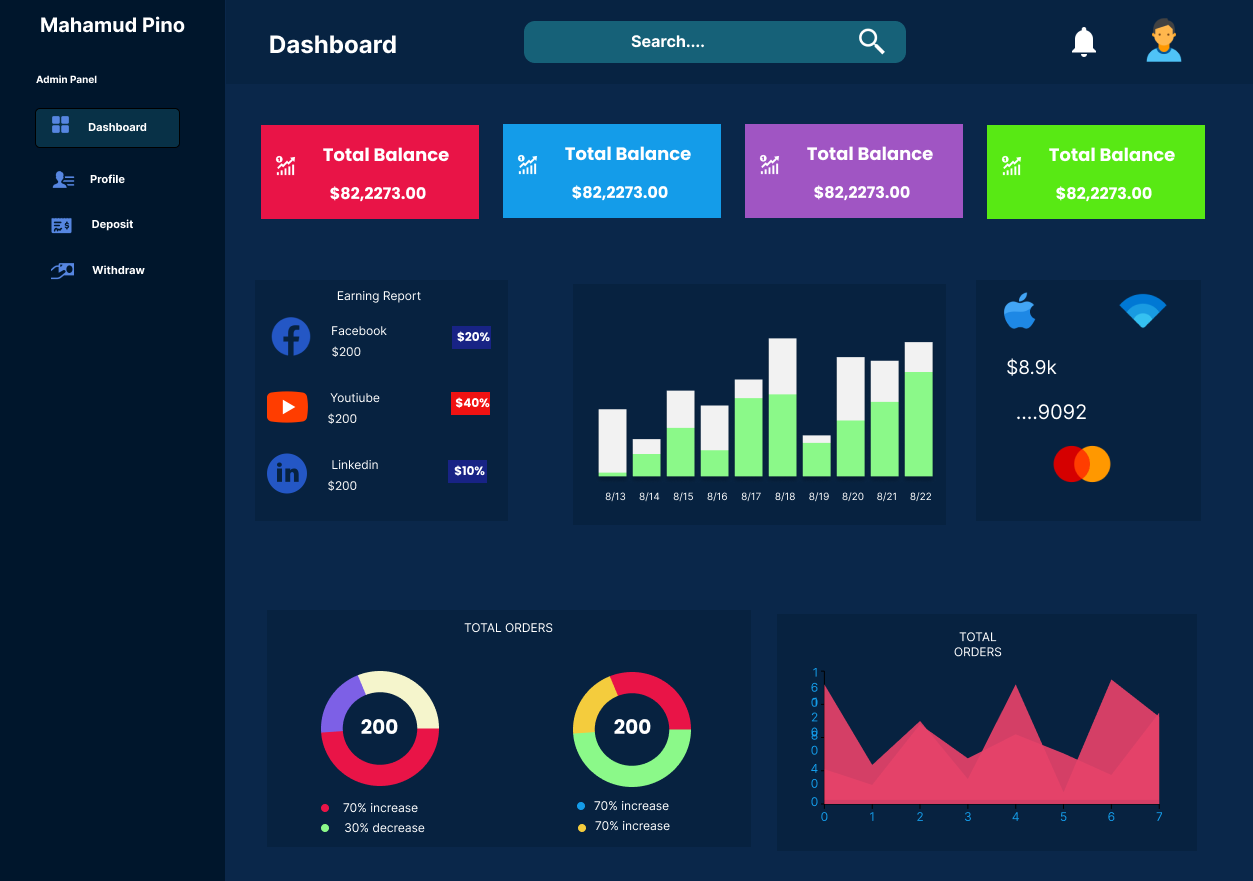 Mahamud Pino
Admin Panel
Dashboard
Profile
Deposit
Withdraw
Dashboard
Search....
Total Balance
$82,2273.00
Total Balance
$82,2273.00
Total Balance
$82,2273.00
Total Balance
$82,2273.00
Earning Report
Facebook
$200
$20%
Youtiube
$200
$40%
Linkedin
$200
$10%
8/13 8/14 8/15 8/16 8/17 8/18 8/19 8/20 8/21 8/22
$8.9k
....9092
TOTAL ORDERS
200
70% increase
30% decrease
200
70% increase
70% increase
TOTAL
ORDERS
1
6
0
1
2
0
8
0
4
0
0
0 1 2 3 4 5 6 7